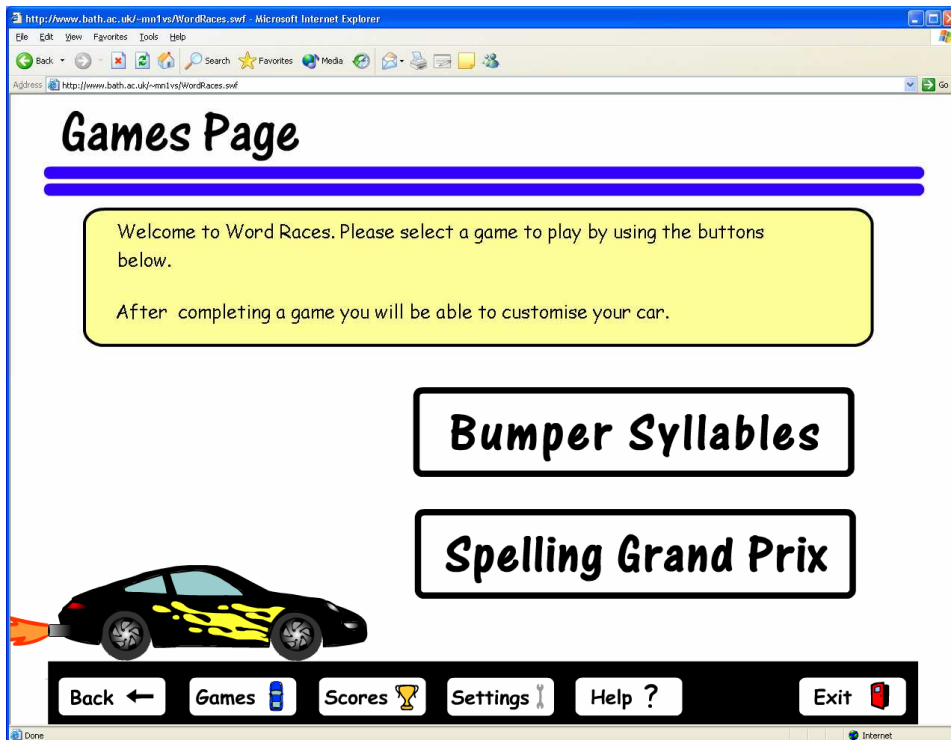 http://www.bath.ac.uk/~mn1vs/WordRaces.swf - Microsoft Internet Explorer
File Edit View Favorites Tools Help
Back Search Favorites Media
Address http://www.bath.ac.uk/~mn1vs/WordRaces.swf Go
Games Page
Welcome to Word Races. Please select a game to play by using the buttons
below.
After completing a game you will be able to customise your car.
Bumper Syllables
Spelling Grand Prix
Back Games Scores Settings Help ? Exit
Done Internet